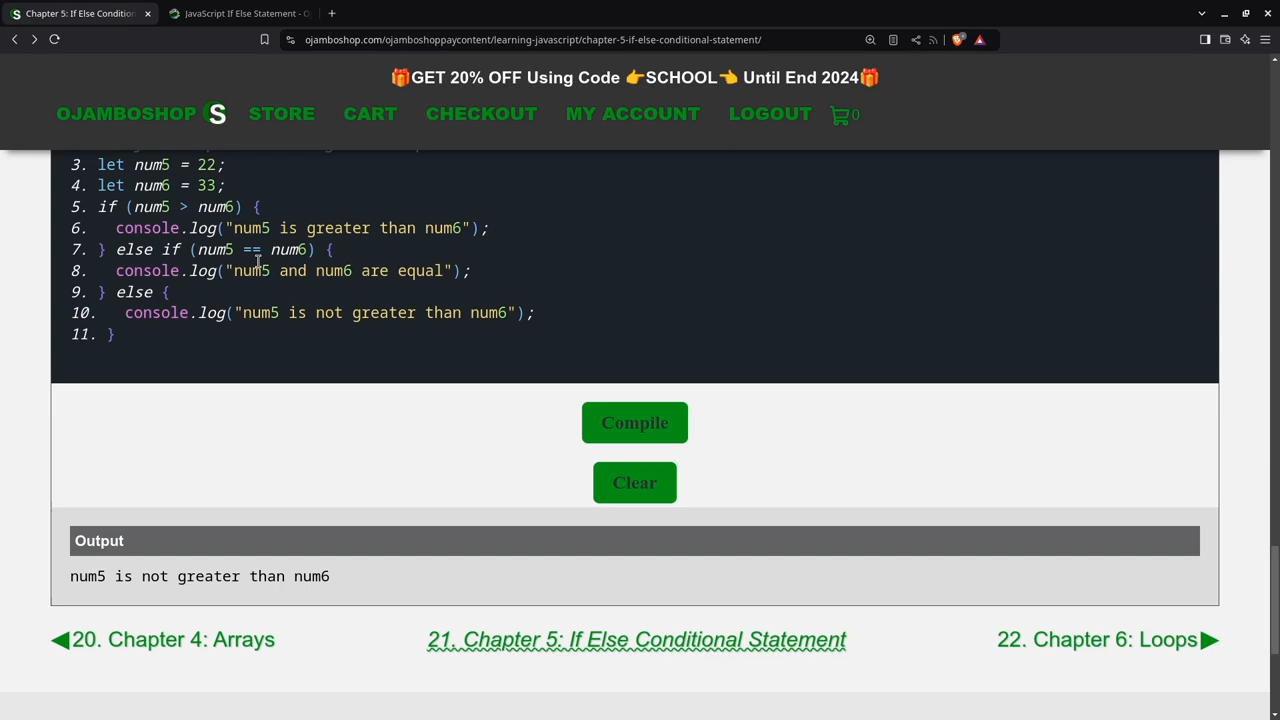 Chapter 5: If Else Condition
JavaScript If Else Statement - O
ojamboshop.com/ojamboshoppaycontent/learning-javascript/chapter-5-if-else-conditional-statement/
🎁GET 20% OFF Using Code 👉SCHOOL👈 Until End 2024🎁
OJAMBOSHOP S STORE CART CHECKOUT MY ACCOUNT LOGOUT 0
3. let num5 = 22;
4. let num6 = 33;
5. if (num5 > num6) {
6. console.log("num5 is greater than num6");
7. } else if (num5 == num6) {
8. console.log("num5 and num6 are equal");
9. } else {
10. console.log("num5 is not greater than num6");
11. }
Compile
Clear
Output
num5 is not greater than num6
◀20. Chapter 4: Arrays
21. Chapter 5: If Else Conditional Statement
22. Chapter 6: Loops▶